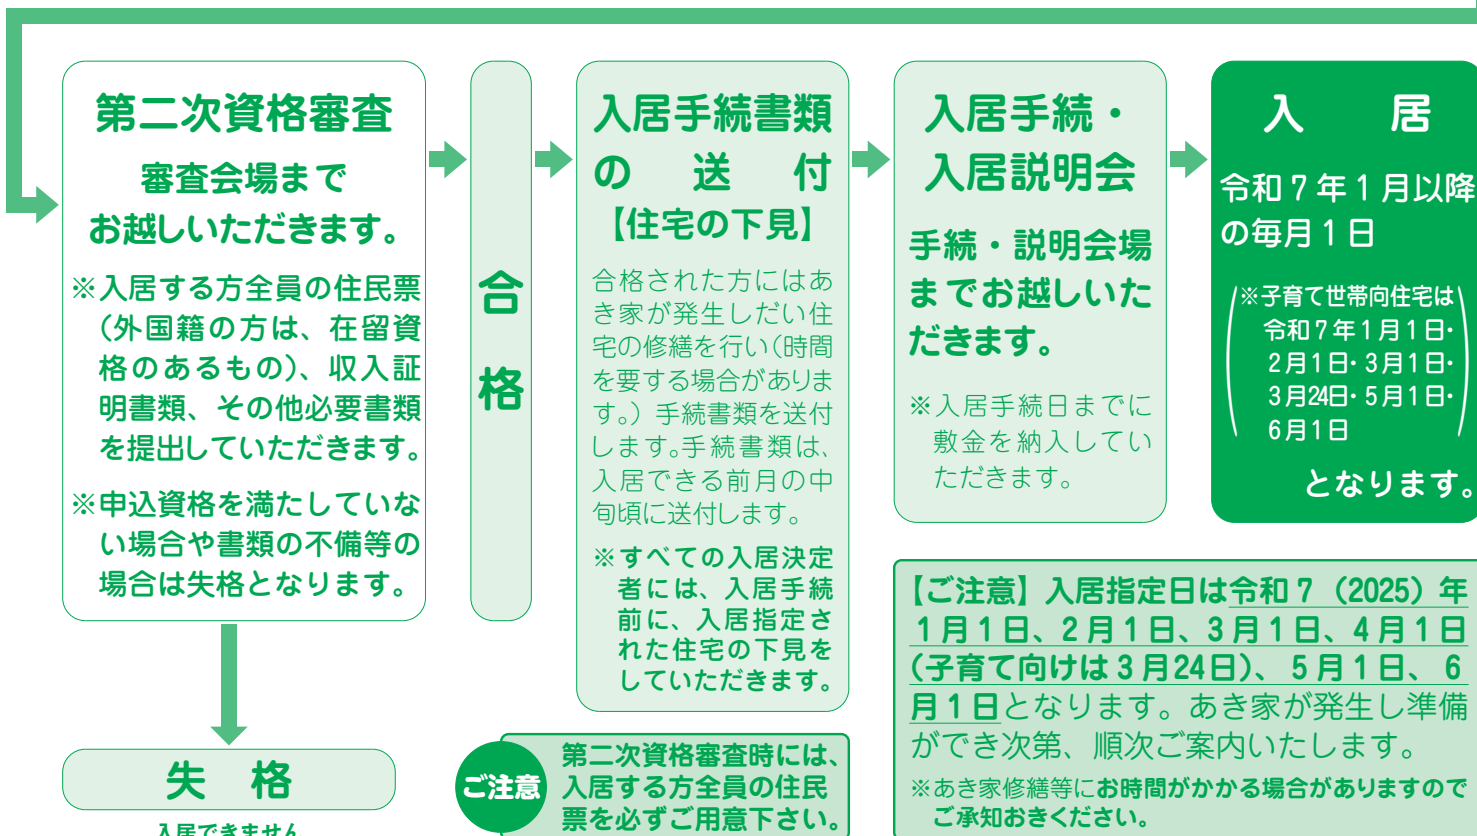 第二次資格審査
審査会場まで
お越しいただきます。
※入居する方全員の住民票
(外国籍の方は、在留資
格のあるもの)、収入証
明書類、その他必要書類
を提出していただきます。
※申込資格を満たしていな
い場合や書類の不備等の
場合は失格となります。
失 格
入居できません
合
格
入居手続書類
の 送 付
【住宅の下見】
合格された方にはあ
き家が発生しだい住
宅の修繕を行い(時間
を要する場合がありま
す。)手続書類を送付
します。手続書類は、
入居できる前月の中
旬頃に送付します。
※すべての入居決定
者には、入居手続
前に、入居指定さ
れた住宅の下見を
していただきます。
ご注意
第二次資格審査時には、
入居する方全員の住民
票を必ずご用意下さい。
入居手続・
入居説明会
手続・説明会場
までお越しいた
だきます。
※入居手続日までに
敷金を納入してい
ただきます。
入 居
令和7年1月以降
の毎月1日
(※子育て世帯向住宅は
令和7年1月1日・
2月1日・3月1日・
3月24日・5月1日・
6月1日)
となります。
【ご注意】入居指定日は令和7(2025)年
1月1日、2月1日、3月1日、4月1日
(子育て向けは3月24日)、5月1日、6
月1日となります。あき家が発生し準備
ができ次第、順次ご案内いたします。
※あき家修繕等にお時間がかかる場合がありますので
ご承知おきください。